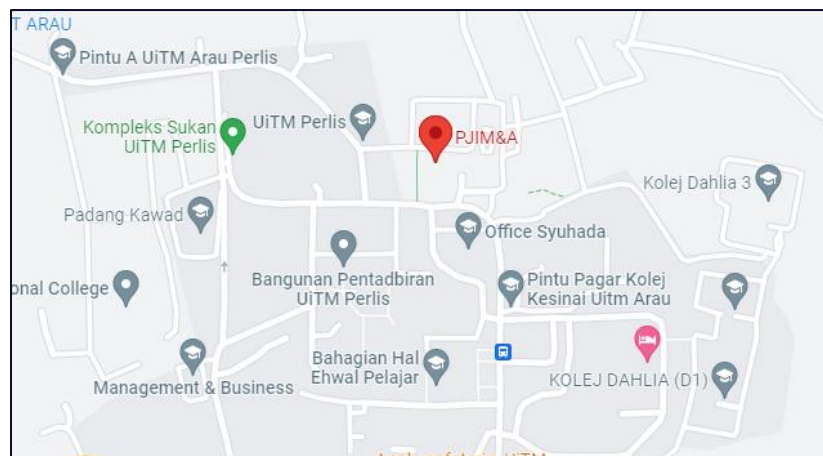 T ARAU
Pintu A UiTM Arau Perlis
Kompleks Sukan
UiTM Perlis
UiTM Perlis
PJIM&A
Kolej Dahlia 3
Padang Kawad
Office Syuhada
Bangunan Pentadbiran
UiTM Perlis
Pintu Pagar Kolej
Kesinai Uitm Arau
onal College
Bahagian Hal
Ehwal Pelajar
Management & Business
KOLEJ DAHLIA (D1)